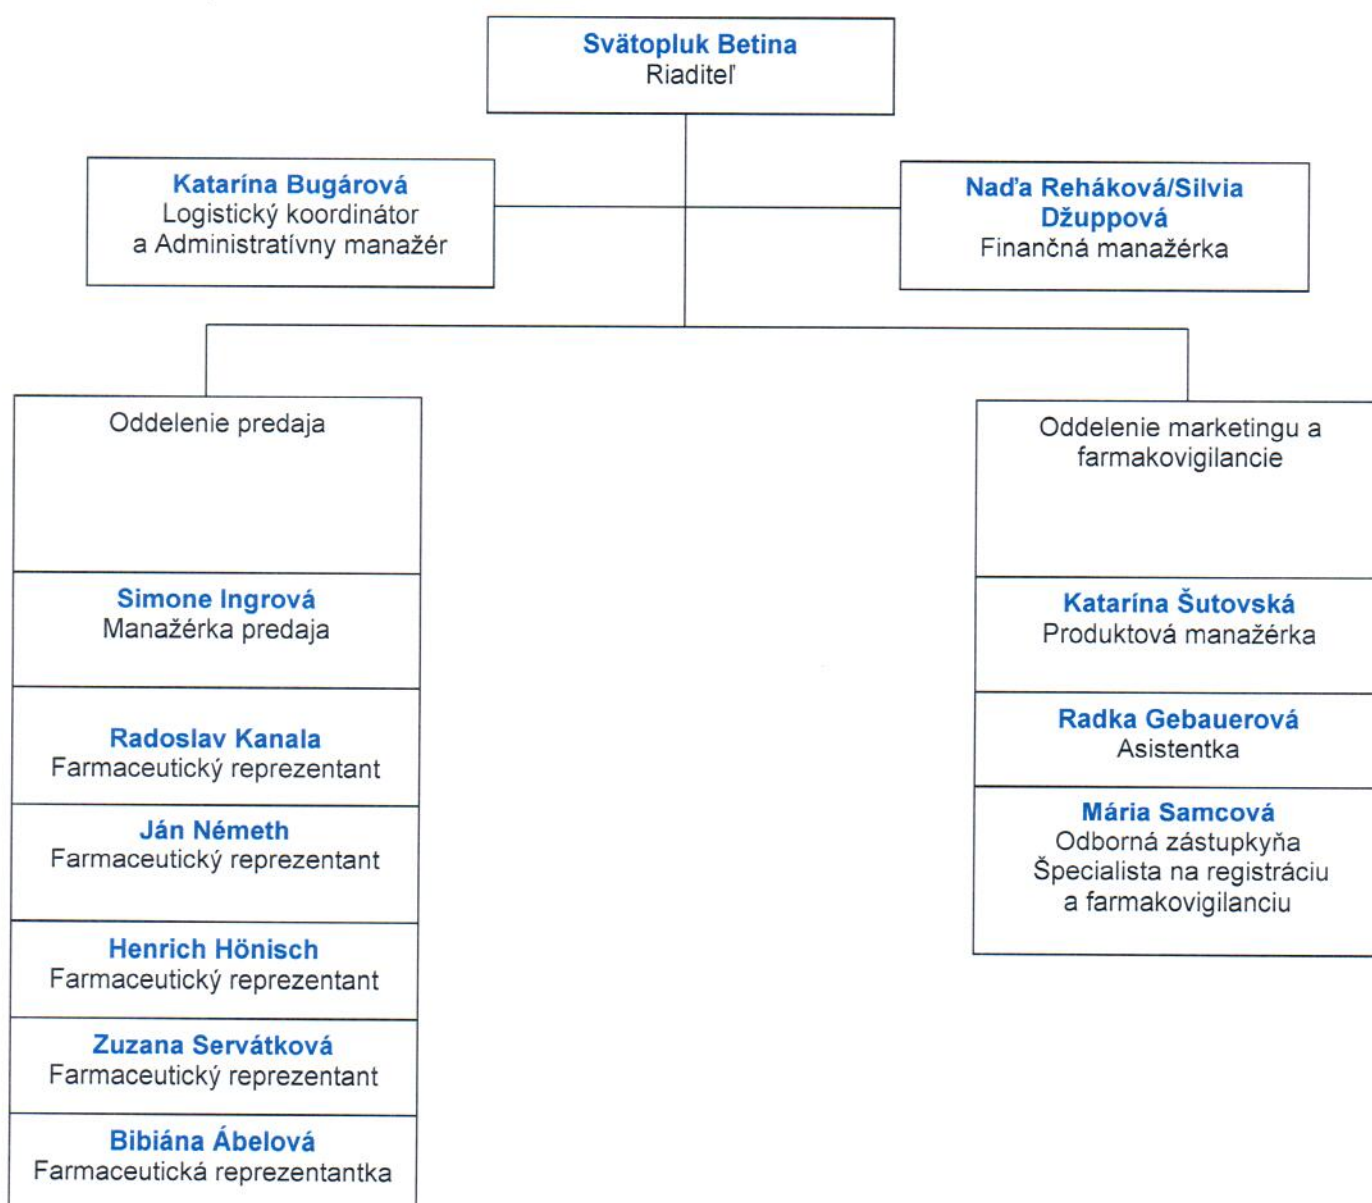 Svätopluk Betina
Riaditeľ
Katarína Bugárová
Logistický koordinátor
a Administratívny manažér
Naďa Reháková/Silvia
Džuppová
Finančná manažérka
Oddelenie predaja
Simone Ingrová
Manažérka predaja
Radoslav Kanala
Farmaceutický reprezentant
Ján Németh
Farmaceutický reprezentant
Henrich Hönisch
Farmaceutický reprezentant
Zuzana Servátková
Farmaceutický reprezentant
Bibiána Ábelová
Farmaceutická reprezentantka
Oddelenie marketingu a
farmakovigilancie
Katarína Šutovská
Produktová manažérka
Radka Gebauerová
Asistentka
Mária Samcová
Odborná zástupkyňa
Špecialista na registráciu
a farmakovigilanciu